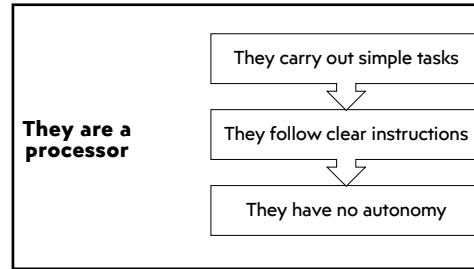 They carry out simple tasks
They are a
processor
They follow clear instructions
They have no autonomy